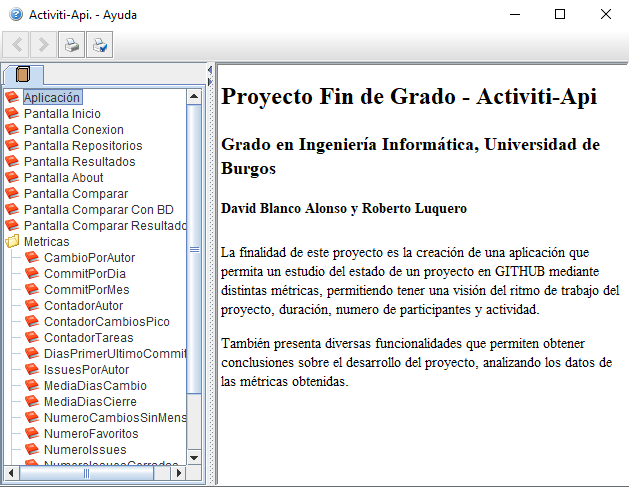 Activiti-Api. - Ayuda
Aplicación
Pantalla Inicio
Pantalla Conexion
Pantalla Repositorios
Pantalla Resultados
Pantalla About
Pantalla Comparar
Pantalla Comparar Con BD
Pantalla Comparar Resultado
Metricas
CambioPorAutor
CommitPorDia
CommitPorMes
ContadorAutor
ContadorCambiosPico
ContadorTareas
DiasPrimerUltimoCommit
IssuesPorAutor
MediaDiasCambio
MediaDiasCierre
NumeroCambiosSinMens
NumeroFavoritos
NumeroIssues
NumeroIssuesCerradas
Proyecto Fin de Grado - Activiti-Api
Grado en Ingeniería Informática, Universidad de
Burgos
David Blanco Alonso y Roberto Luquero
La finalidad de este proyecto es la creación de una aplicación que
permita un estudio del estado de un proyecto en GITHUB mediante
distintas métricas, permitiendo tener una visión del ritmo de trabajo del
proyecto, duración, numero de participantes y actividad.
También presenta diversas funcionalidades que permiten obtener
conclusiones sobre el desarrollo del proyecto, analizando los datos de
las métricas obtenidas.